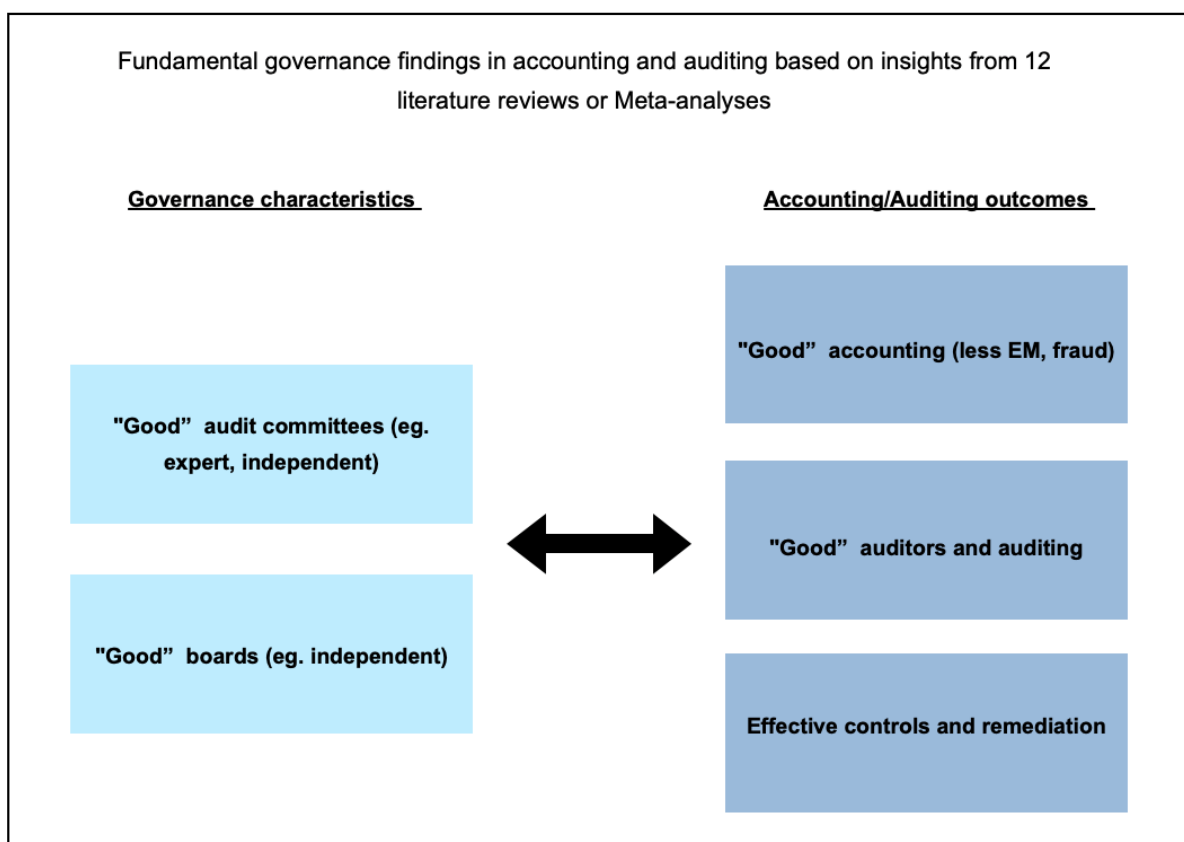 Fundamental governance findings in accounting and auditing based on insights from 12
literature reviews or Meta-analyses
Governance characteristics
Accounting/Auditing outcomes
"Good” audit committees (eg.
expert, independent)
"Good” boards (eg. independent)
"Good” accounting (less EM, fraud)
"Good” auditors and auditing
Effective controls and remediation